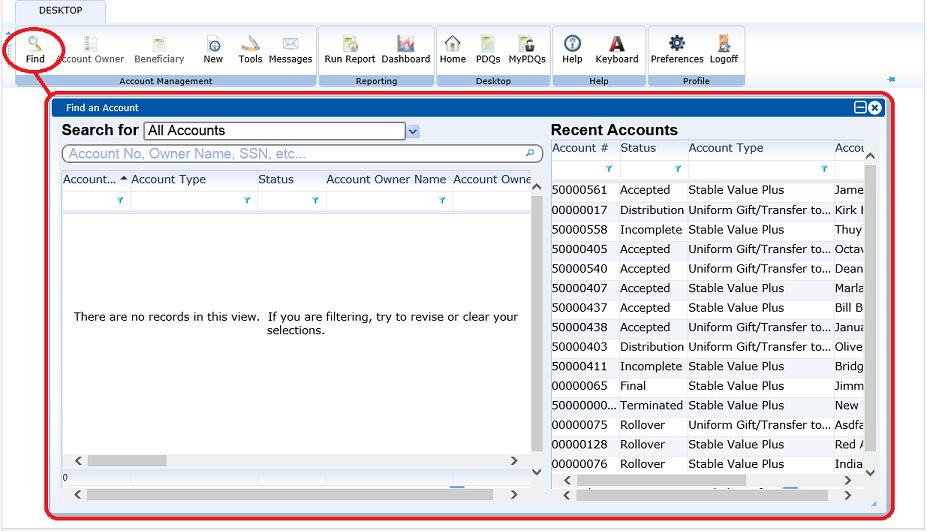 DESKTOP
Find Account Owner Beneficiary New Tools Messages Run Report Dashboard Home PDQs MyPDQs Help Keyboard Preferences Logoff
Account Management Reporting Desktop Help Profile
Find an Account
Search for All Accounts
Account No, Owner Name, SSN, etc...
Account... Account Type Status Account Owner Name Account Owne
There are no records in this view. If you are filtering, try to revise or clear your
selections.
0
Recent Accounts
Account # Status Account Type Accou
50000561 Accepted Stable Value Plus Jame
00000017 Distribution Uniform Gift/Transfer to... Kirk
50000558 Incomplete Stable Value Plus Thuy
50000405 Accepted Uniform Gift/Transfer to... Octav
50000540 Accepted Uniform Gift/Transfer to... Dean
50000407 Accepted Stable Value Plus Marla
50000437 Accepted Stable Value Plus Bill B
50000438 Accepted Uniform Gift/Transfer to... Janua
50000403 Distribution Uniform Gift/Transfer to... Olive
50000411 Incomplete Stable Value Plus Bridg
00000065 Final Stable Value Plus Jimm
50000000... Terminated Stable Value Plus New
00000075 Rollover Uniform Gift/Transfer to... Asdfa
00000128 Rollover Stable Value Plus Red
00000076 Rollover Stable Value Plus India